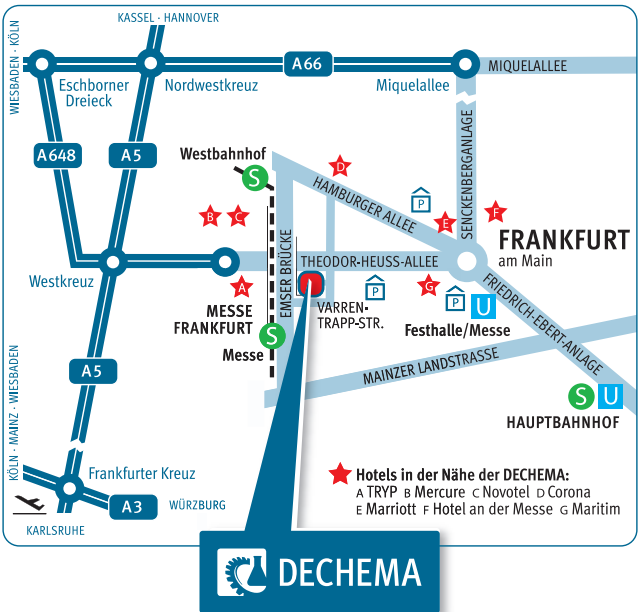 KASSEL · HANNOVER
WIESBADEN · KÖLN
A66
MIQUELALLEE
Eschborner
Dreieck
Nordwestkreuz
Miquelallee
A648
A5
Westbahnhof
S
D
HAMBURGER ALLEE
P
SENCKENBERGANLAGE
B
C
E
F
FRANKFURT
am Main
Westkreuz
EMSER BRÜCKE
THEODOR-HEUSS-ALLEE
A
P
G
P
U
MESSE
FRANKFURT
VARREN-
TRAPP-STR.
Festhalle/Messe
FRIEDRICH-EBERT-ANLAGE
S
Messe
MAINZER LANDSTRASSE
A5
KÖLN · MAINZ · WIESBADEN
S
U
HAUPTBAHNHOF
Frankfurter Kreuz
A3
WÜRZBURG
KARLSRUHE
Hotels in der Nähe der DECHEMA:
A TRYP B Mercure C Novotel D Corona
E Marriott F Hotel an der Messe G Maritim
DECHEMA